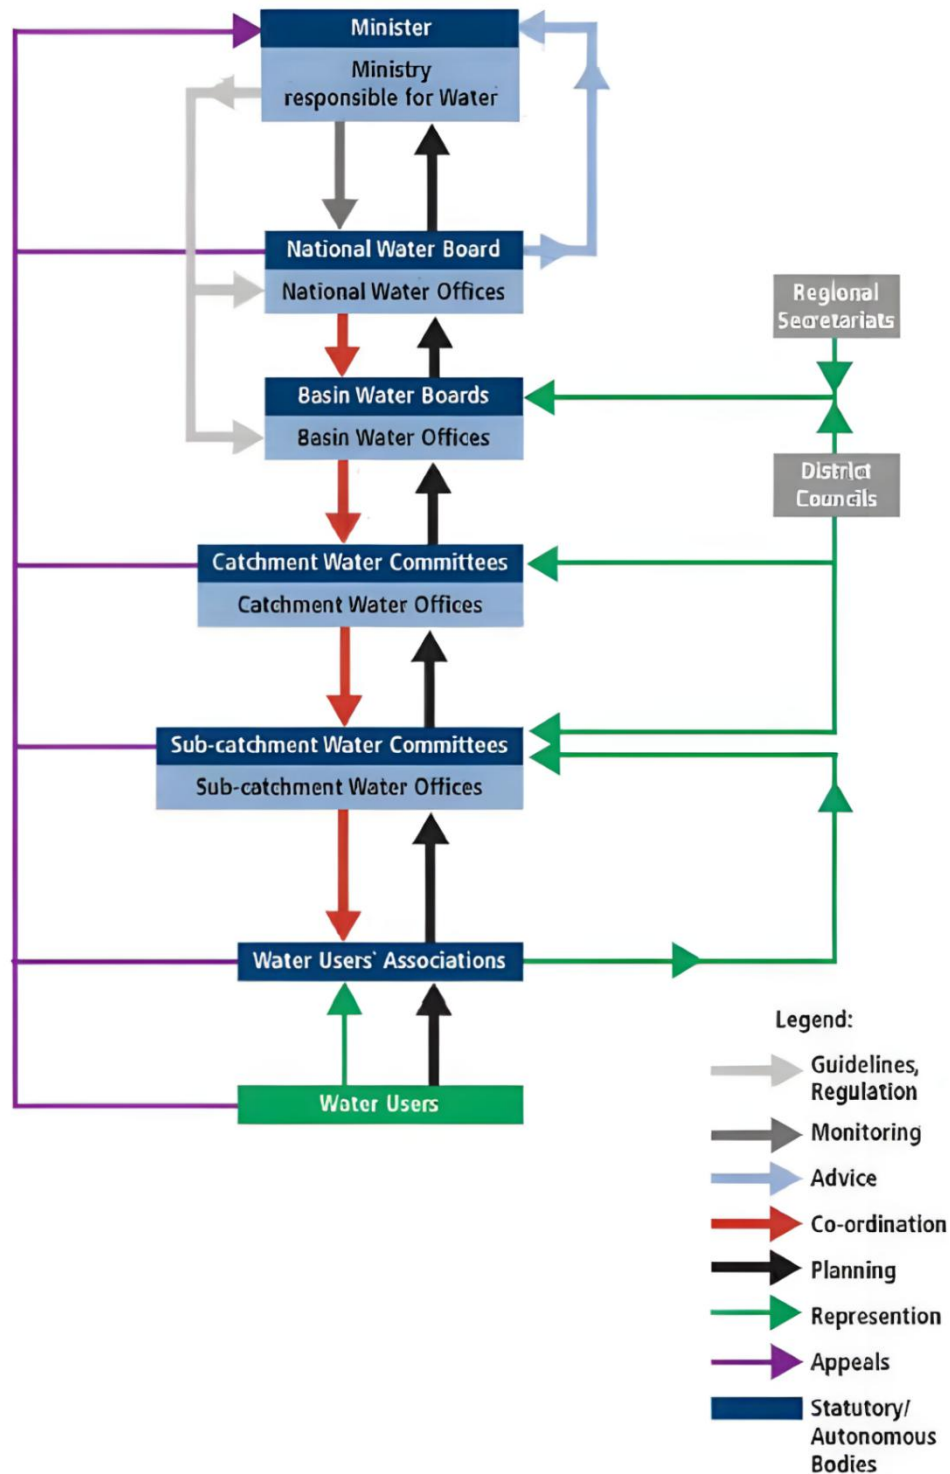 Minister
Ministry
responsible for Water
National Water Board
National Water Offices
Regional
Secretariats
Basin Water Boards
Basin Water Offices
District
Councils
Catchment Water Committees
Catchment Water Offices
Sub-catchment Water Committees
Sub-catchment Water Offices
Water Users' Associations
Water Users
Legend:
Guidelines,
Regulation
Monitoring
Advice
Co-ordination
Planning
Represention
Appeals
Statutory/
Autonomous
Bodies